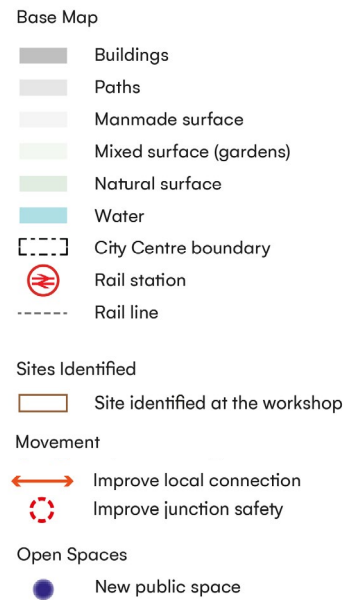 Base Map
Buildings
Paths
Manmade surface
Mixed surface (gardens)
Natural surface
Water
City Centre boundary
Rail station
Rail line
Sites Identified
Site identified at the workshop
Movement
Improve local connection
Improve junction safety
Open Spaces
New public space